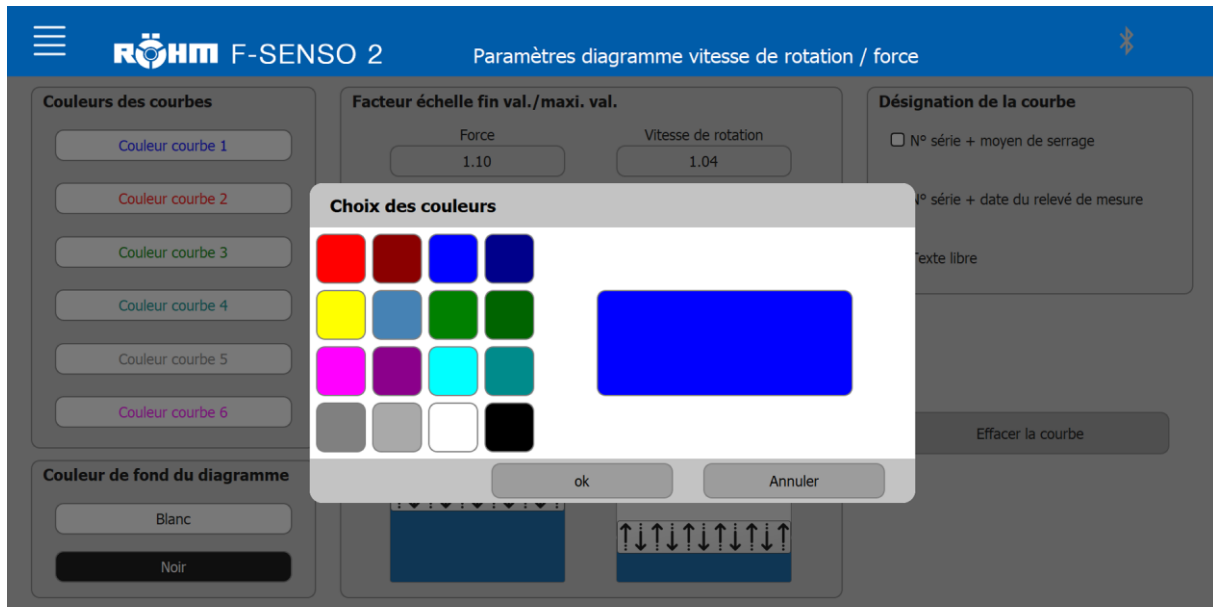 RÖHM F-SENSO 2
Paramètres diagramme vitesse de rotation / force
Couleurs des courbes
Couleur courbe 1
Couleur courbe 2
Couleur courbe 3
Couleur courbe 4
Couleur courbe 5
Couleur courbe 6
Couleur de fond du diagramme
Blanc
Noir
Facteur échelle fin val./maxi. val.
Force
Vitesse de rotation
1.10
1.04
Choix des couleurs
ok
Annuler
Désignation de la courbe
N° série + moyen de serrage
N° série + date du relevé de mesure
Texte libre
Effacer la courbe